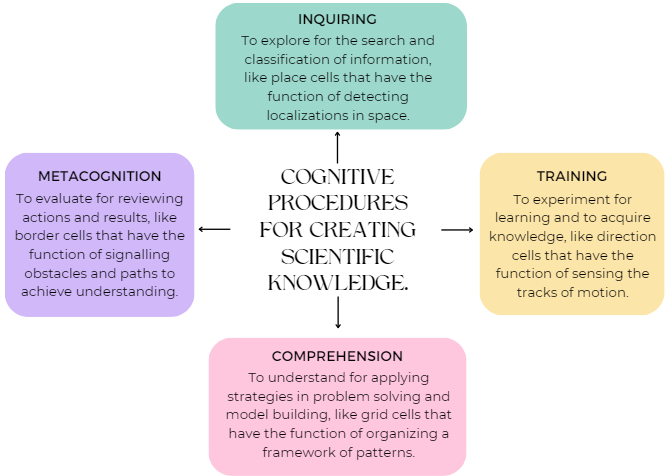 INQUIRING
To explore for the search and
classification of information,
like place cells that have the
function of detecting
localizations in space.
METACOGNITION
To evaluate for reviewing
actions and results, like
border cells that have the
function of signalling
obstacles and paths to
achieve understanding.
COGNITIVE
PROCEDURES
FOR CREATING
SCIENTIFIC
KNOWLEDGE.
TRAINING
To experiment for
learning and to acquire
knowledge, like direction
cells that have the
function of sensing the
tracks of motion.
COMPREHENSION
To understand for applying
strategies in problem solving and
model building, like grid cells that
have the function of organizing a
framework of patterns.